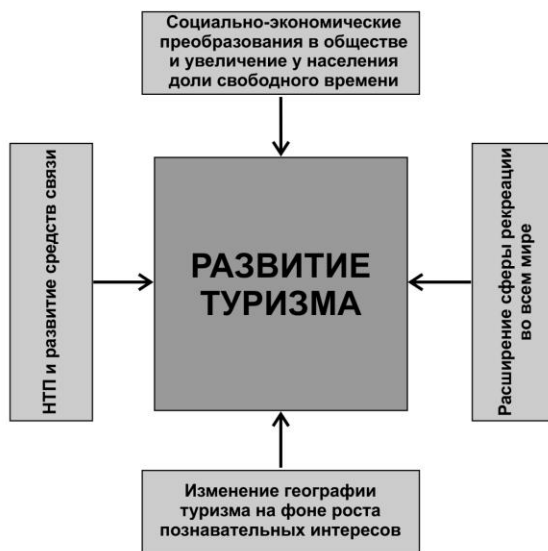 Социально-экономические
преобразования в обществе
и увеличение у населения
доли свободного времени
НТП и развитие средств связи
РАЗВИТИЕ
ТУРИЗМА
Расширение сферы рекреации
во всем мире
Изменение географии
туризма на фоне роста
познавательных интересов